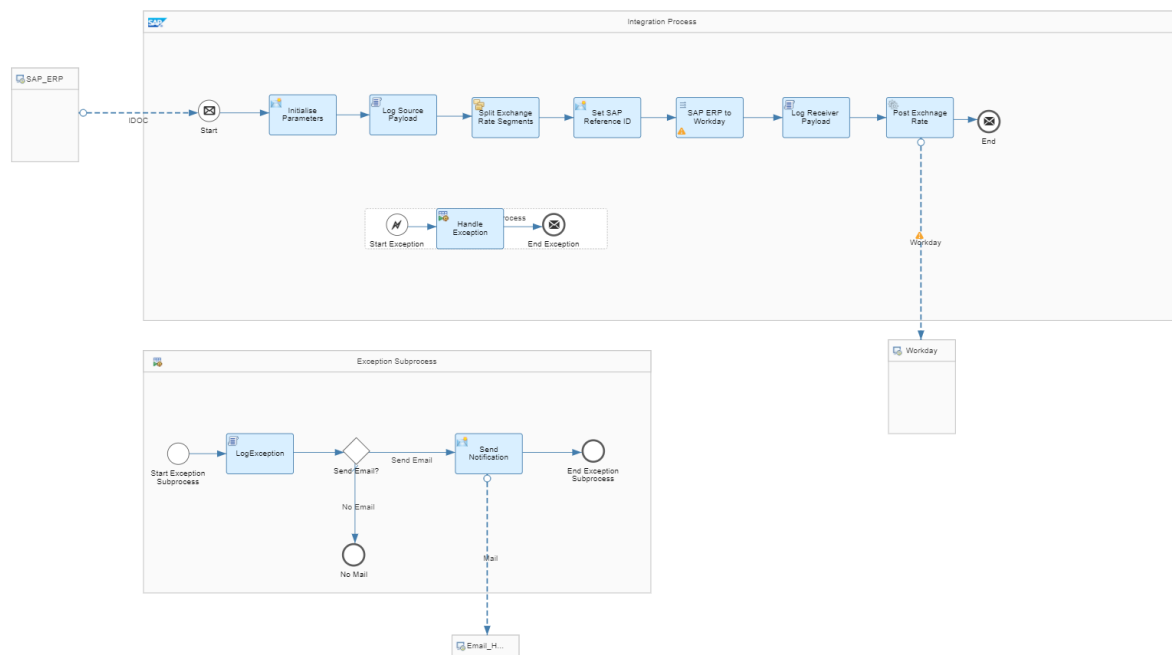 SAP
Integration Process
SAP_ERP
IDOC
Start
Initialise
Parameters
Log Source
Payload
Split Exchange
Rate Segments
Set SAP
Reference ID
SAP ERP to
Workday
Log Receiver
Payload
Post Exchnage
Rate
End
Start Exception
Handle
Exception
rocess
End Exception
Workday
Workday
Exception Subprocess
Start Exception
Subprocess
LogException
Send Email?
Send Email
Send
Notification
End Exception
Subprocess
No Email
No Mail
Mail
Email_H...